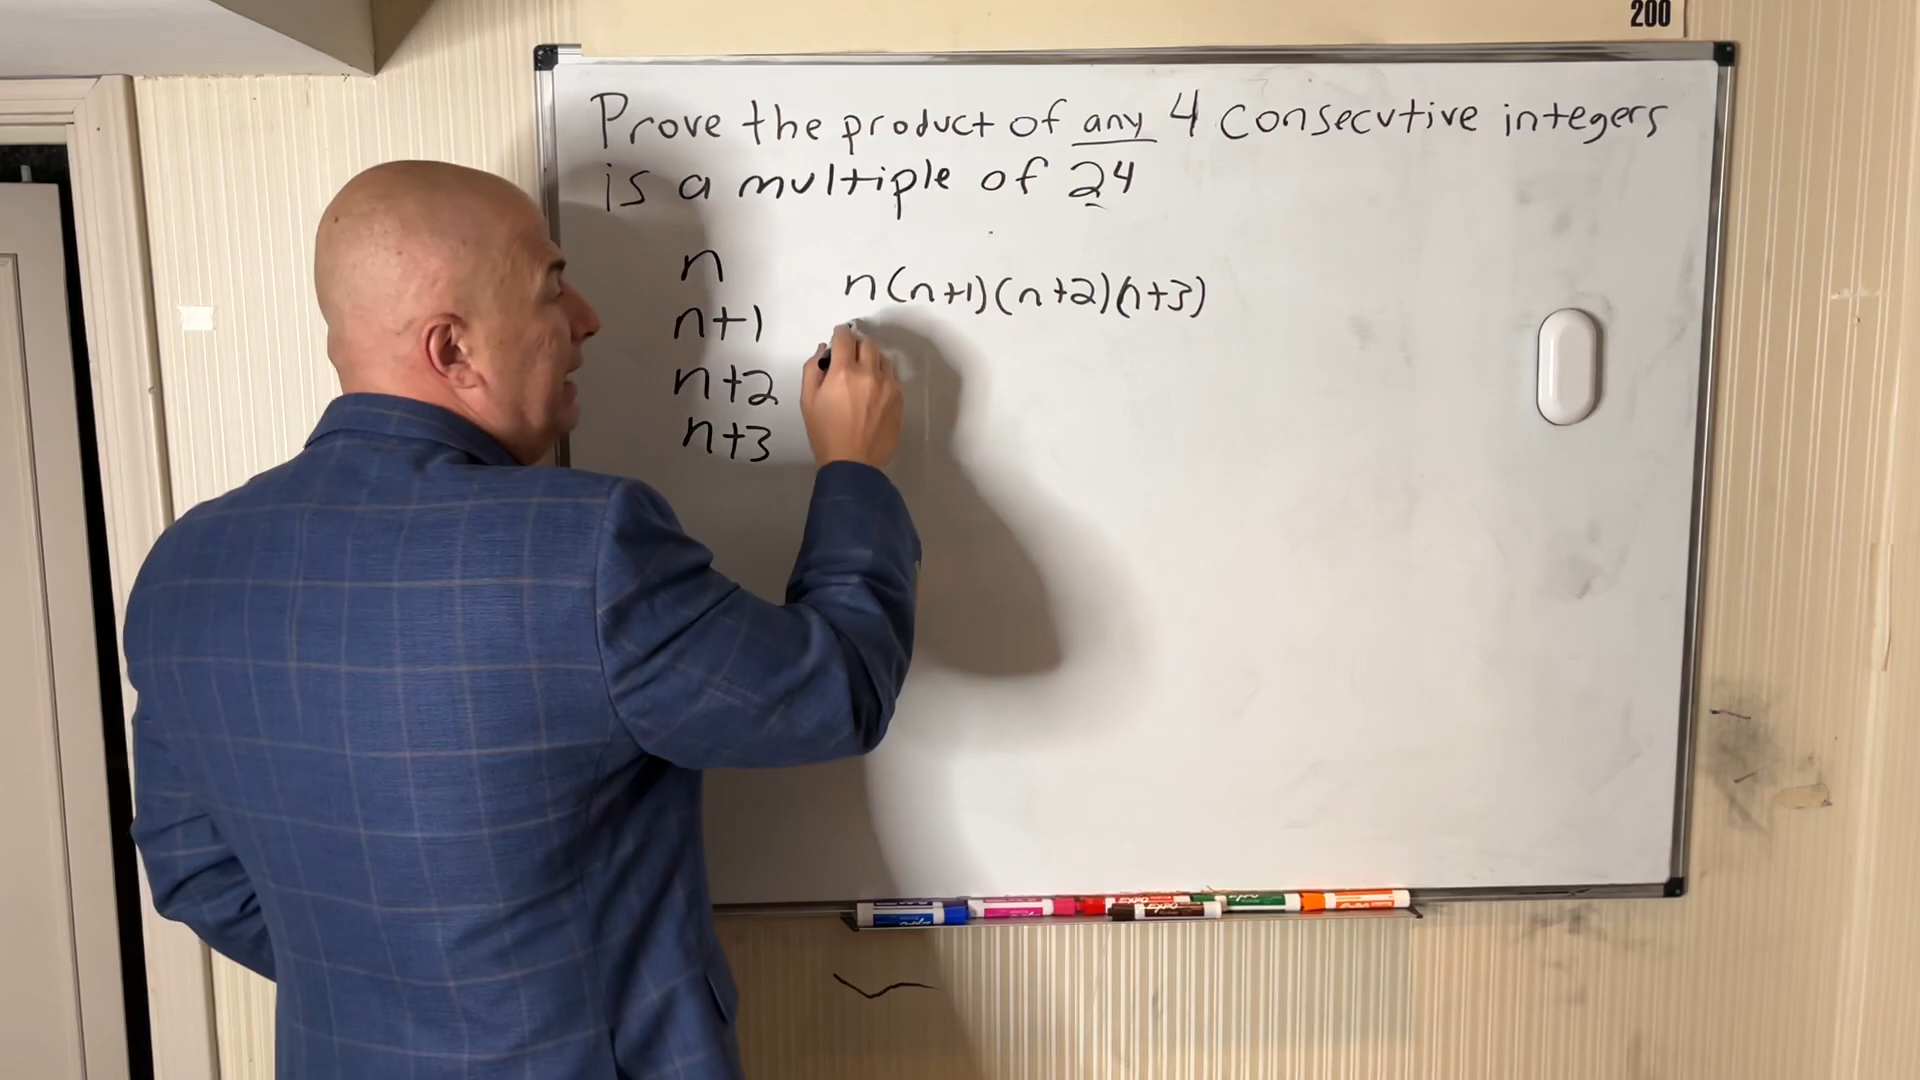 200
Prove the product of any 4 consecutive integers
is a multiple of 24
n
n+1
n+2
n+3
n(n+1)(n+2)(n+3)
EXPO
EXPO